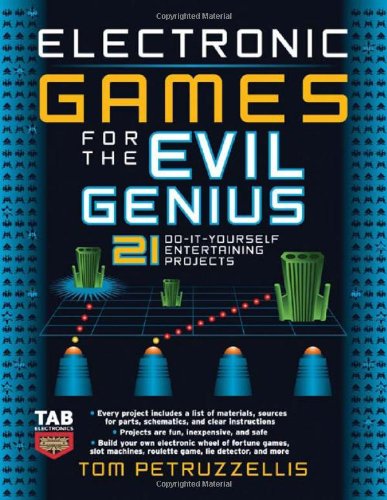 ELECTRONIC
GAMES
FOR THE
EVIL
GENIUS
21 DO-IT-YOURSELF
ENTERTAINING
PROJECTS
TAB
ELECTRONICS
• Every project includes a list of materials, sources
for parts, schematics, and clear instructions
• Projects are fun, inexpensive, and safe
• Build your own electronic wheel of fortune games,
slot machines, roulette game, lie detector, and more
TOM PETRUZZELLIS